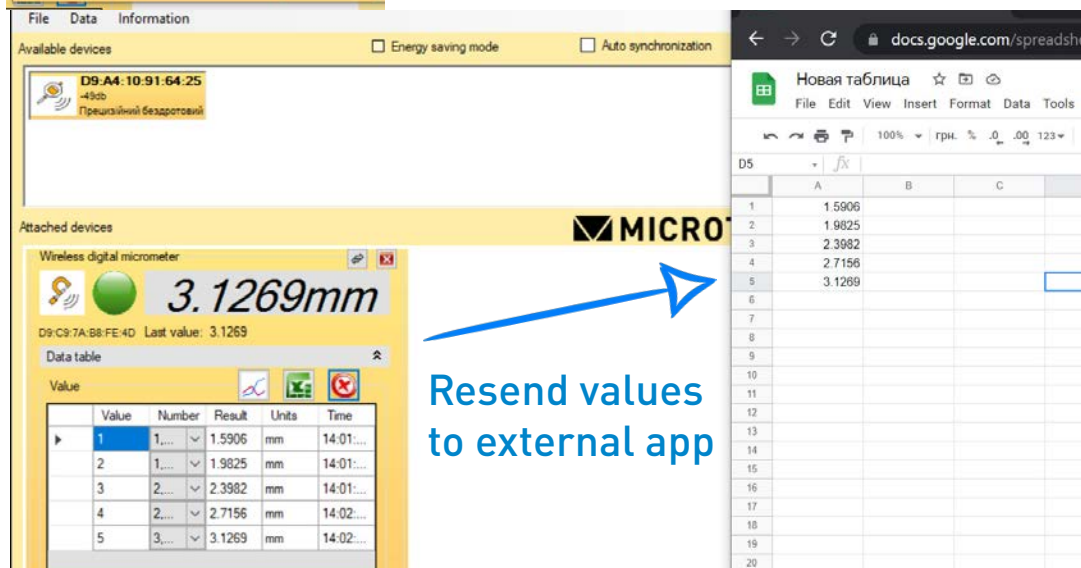 File Data Information
Available devices
Energy saving mode
Auto synchronization
D9:A4:10:91:64:25
-49db
Прецизійний бездротовий
Attached devices
MICROT
Wireless digital micrometer
3.1269mm
D9:C9:7A:B8:FE:4D Last value: 3.1269
Data table
Value
Value Number Result Units Time
1 1,... 1.5906 mm 14:01:...
2 1,... 1.9825 mm 14:01:...
3 2,... 2.3982 mm 14:01:...
4 2,... 2.7156 mm 14:02:...
5 3,... 3.1269 mm 14:02:...
Resend values
to external app
docs.google.com/spreadshe
Новая таблица
File Edit View Insert Format Data Tools
100% грн. % .0 .00 123
D5 fx
A B C
1 1.5906
2 1.9825
3 2.3982
4 2.7156
5 3.1269
6
7
8
9
10
11
12
13
14
15
16
17
18
19
20